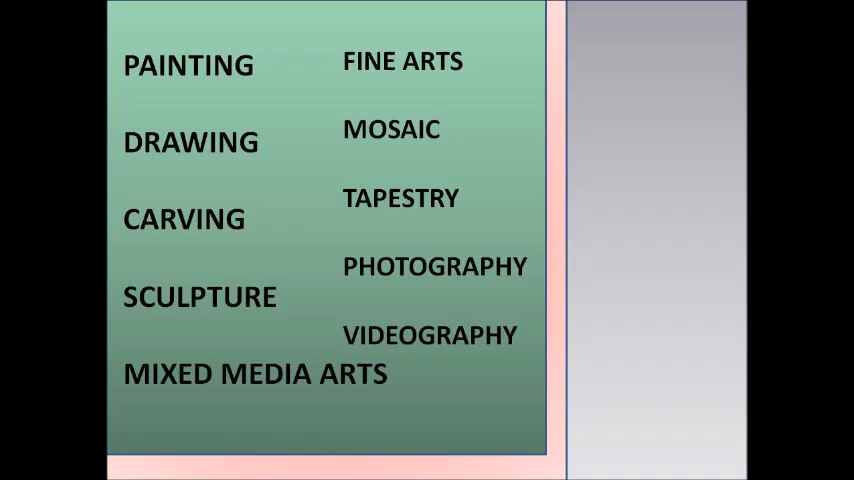 PAINTING
DRAWING
CARVING
SCULPTURE
MIXED MEDIA ARTS
FINE ARTS
MOSAIC
TAPESTRY
PHOTOGRAPHY
VIDEOGRAPHY